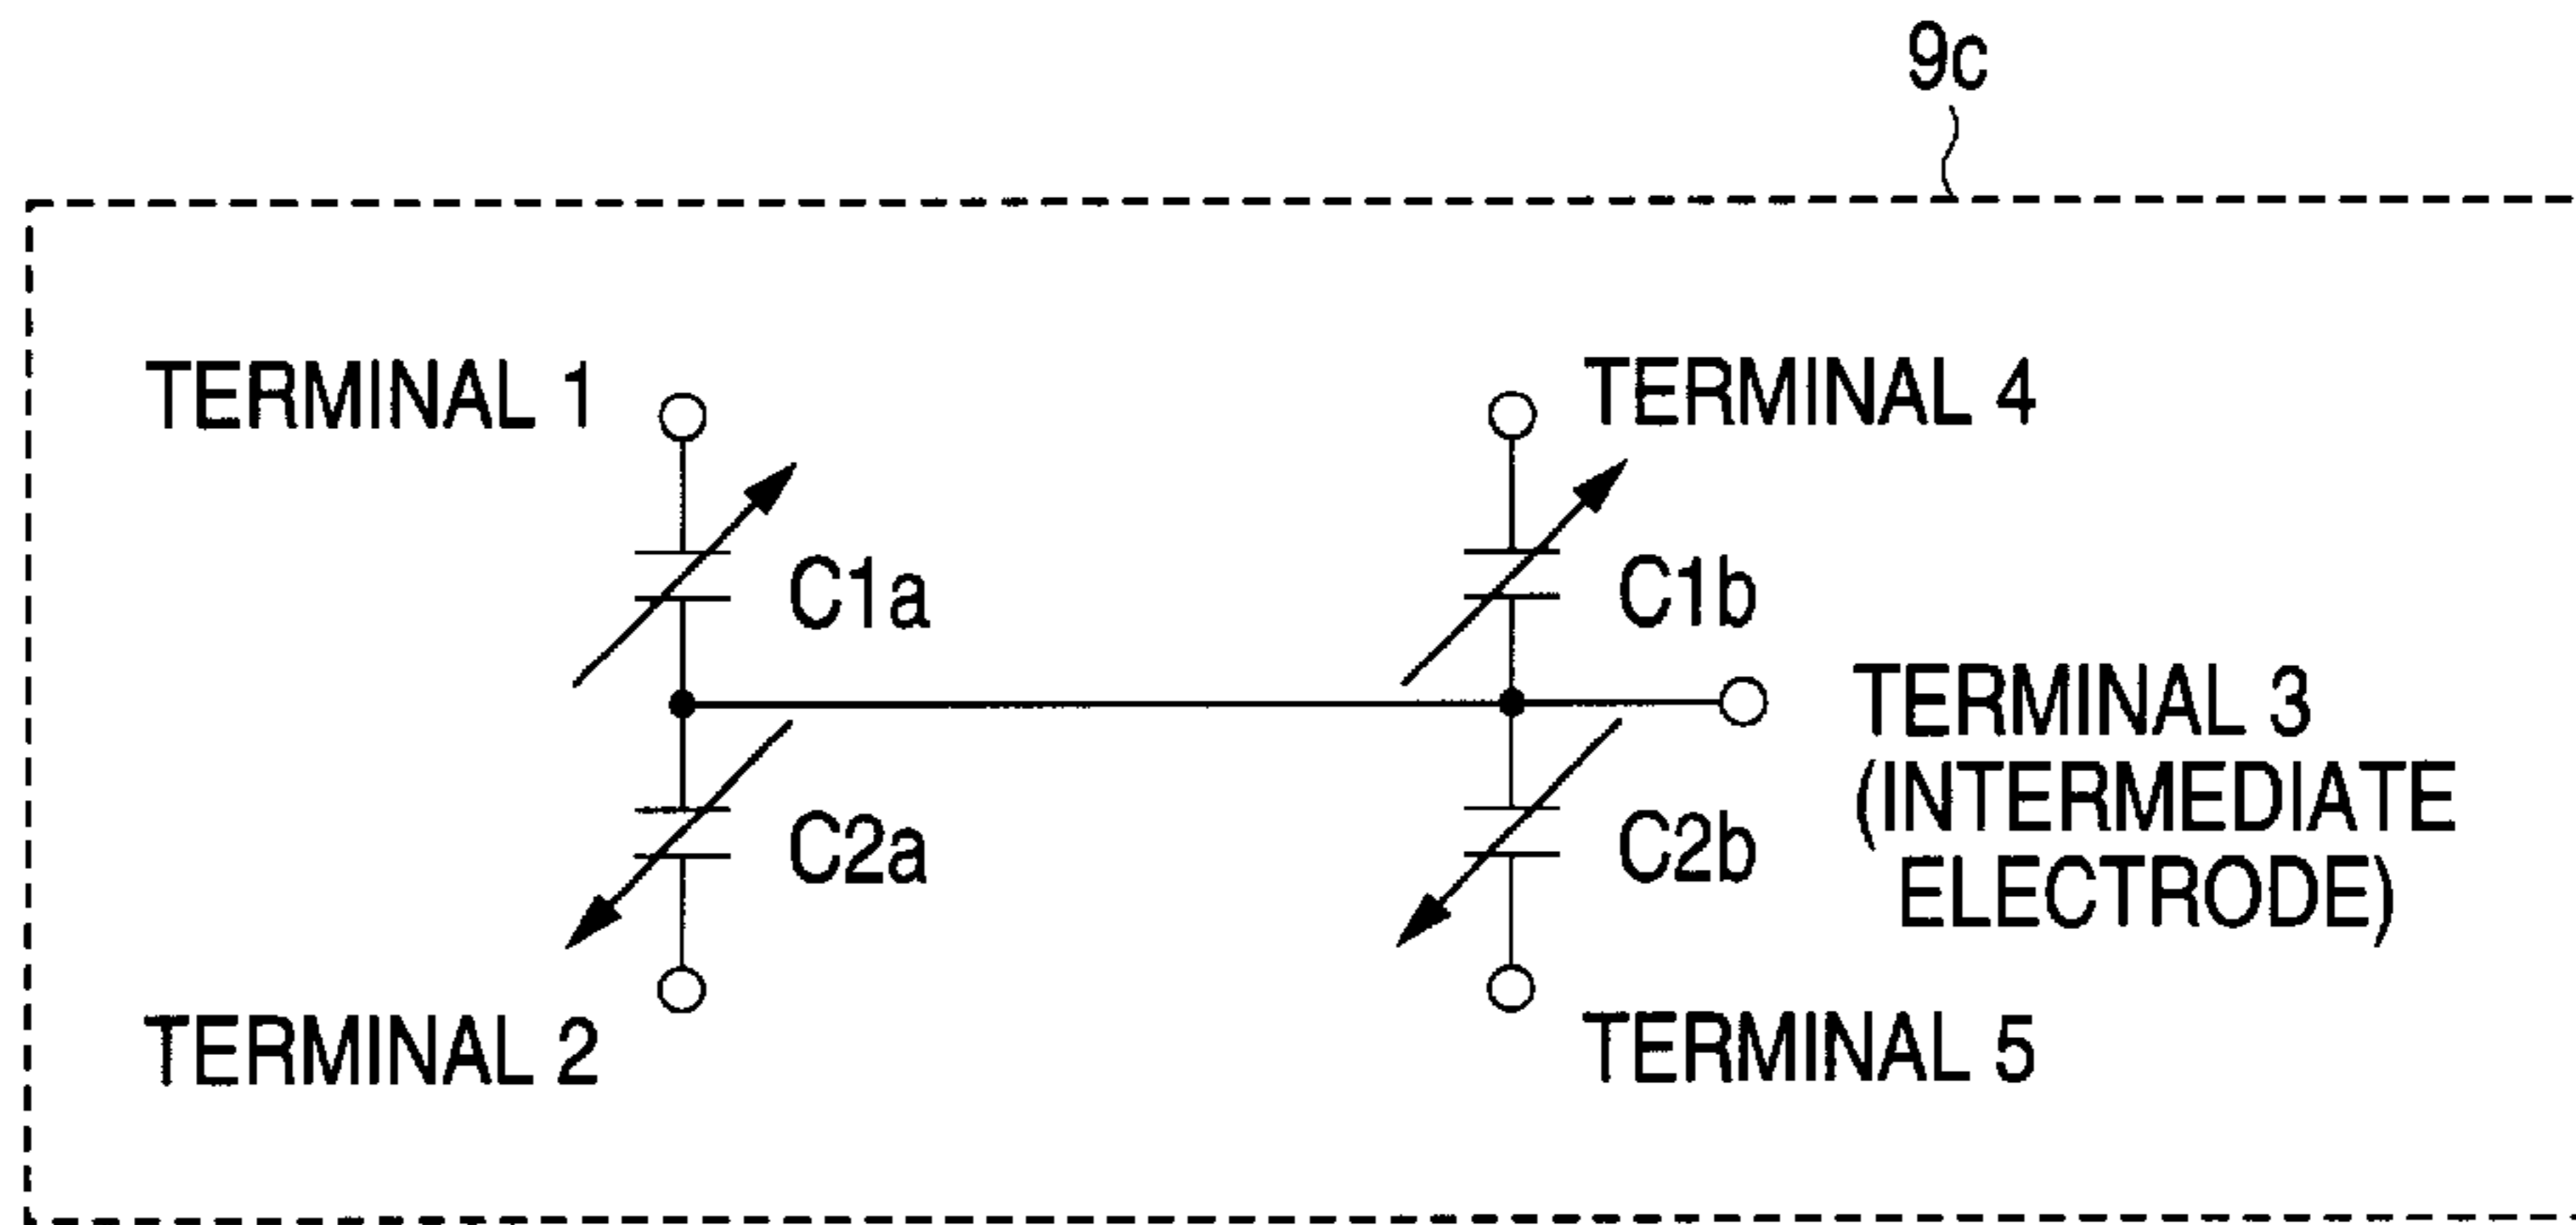 9c
TERMINAL 1
TERMINAL 4
C1a
C1b
TERMINAL 3
(INTERMEDIATE
ELECTRODE)
C2a
C2b
TERMINAL 2
TERMINAL 5